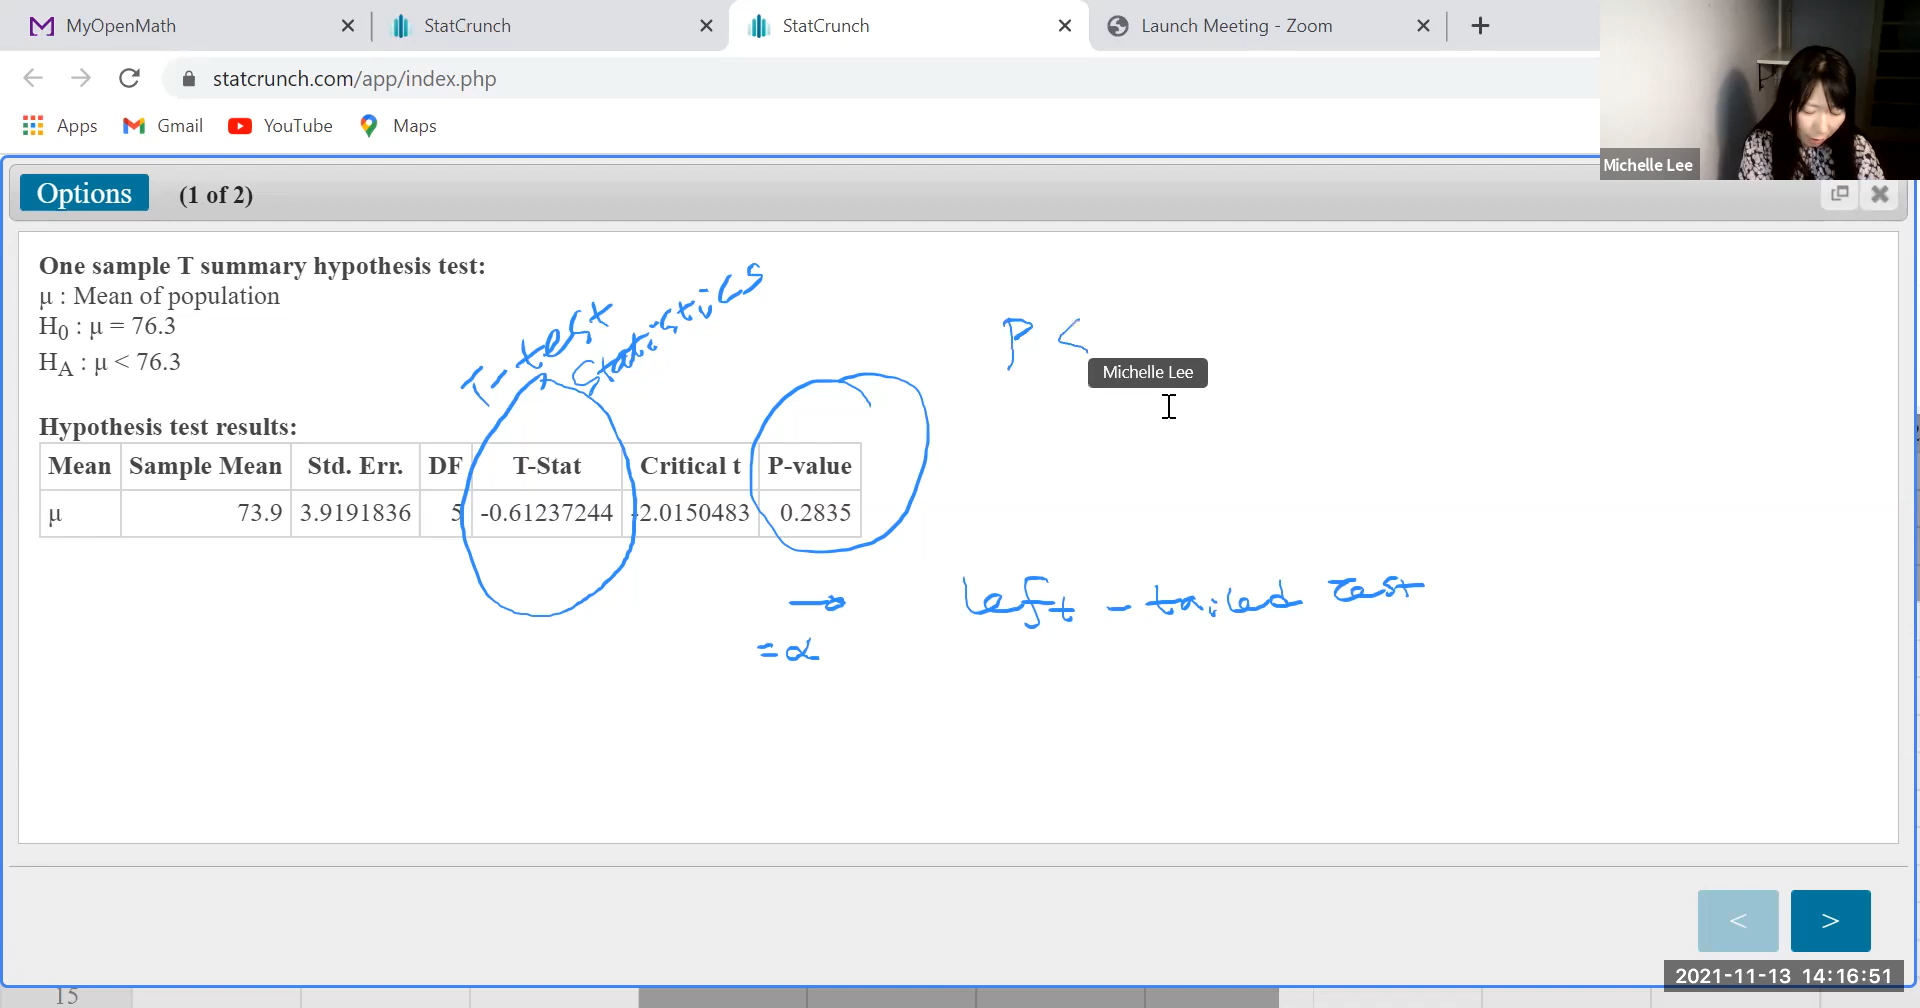 MyOpenMath
StatCrunch
StatCrunch
Launch Meeting - Zoom
statcrunch.com/app/index.php
Apps
Gmail
YouTube
Maps
Michelle Lee
Options
(1 of 2)
One sample T summary hypothesis test:
μ : Mean of population
H0 : μ = 76.3
HA : μ < 76.3
T-test
Statistics
P <
Michelle Lee
Hypothesis test results:
Mean Sample Mean Std. Err. DF T-Stat Critical t P-value
μ 73.9 3.9191836 5 -0.61237244 -2.0150483 0.2835
→ left - tailed test
= α
< >
2021-11-13 14:16:51
15